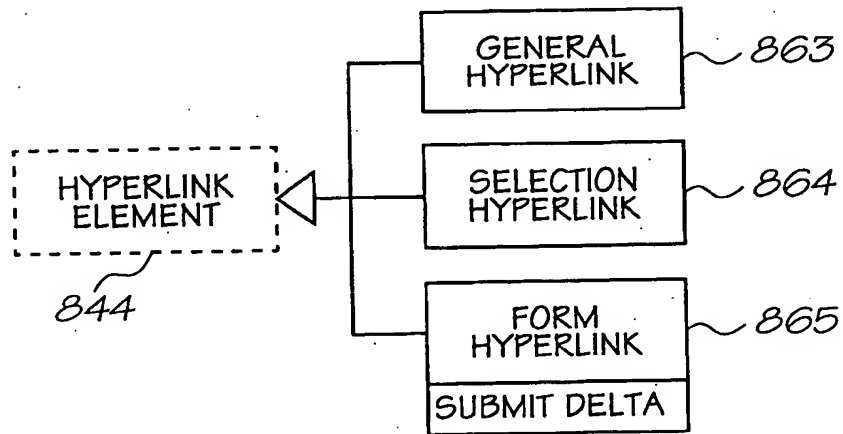 GENERAL
HYPERLINK
863
HYPERLINK
ELEMENT
844
SELECTION
HYPERLINK
864
FORM
HYPERLINK
865
SUBMIT DELTA